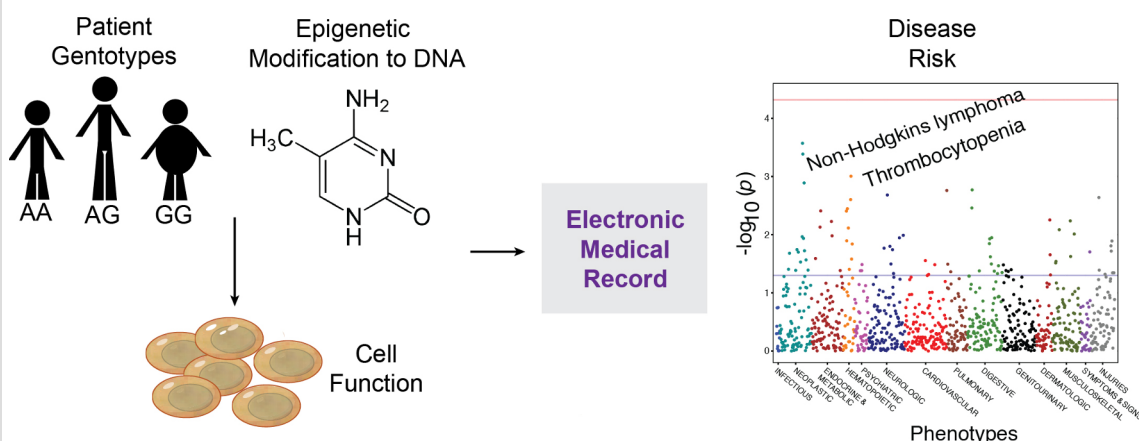 Patient
Gentotypes
Epigenetic
Modification to DNA
Disease
Risk
NH2
H3C
N
N
H
O
AA
AG
GG
Electronic
Medical
Record
Cell
Function
Non-Hodgkins lymphoma
Thrombocytopenia
-log10(p)
4
3
2
1
0
INFECTIOUS
NEOPLASTIC
ENDOCRINE &
METABOLIC
HEMATOPOIETIC
PSYCHIATRIC
NEUROLOGIC
CARDIOVASCULAR
PULMONARY
DIGESTIVE
GENITOURINARY
DERMATOLOGIC
MUSCULOSKELETAL
SYMPTOMS & SIGNS
INJURIES
Phenotypes